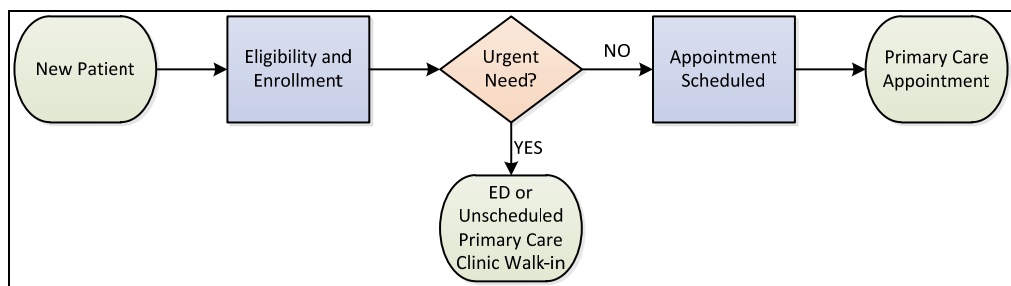 New Patient
Eligibility and
Enrollment
Urgent
Need?
NO
Appointment
Scheduled
Primary Care
Appointment
YES
ED or
Unscheduled
Primary Care
Clinic Walk-in